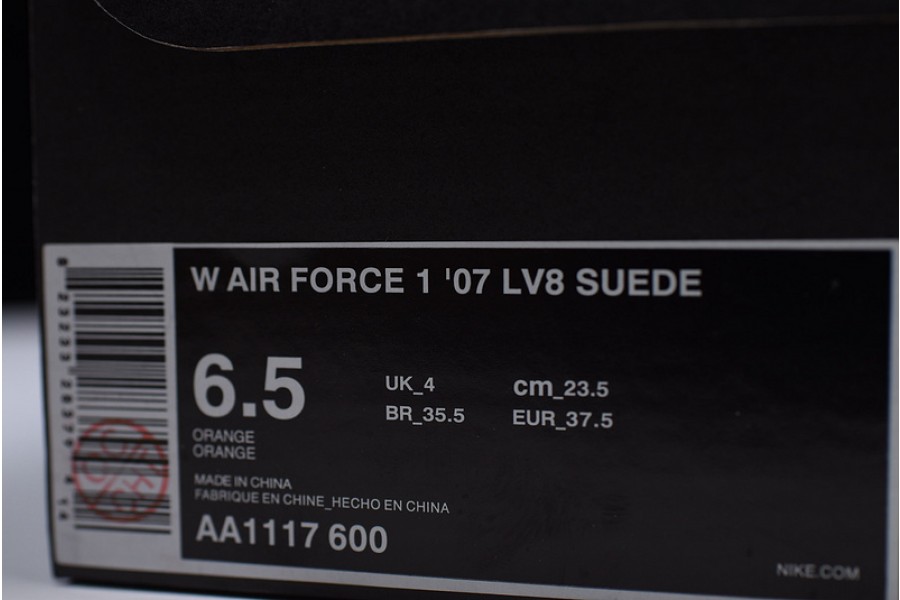 W AIR FORCE 1 '07 LV8 SUEDE
6.5
UK_4 cm_23.5
BR_35.5 EUR_37.5
ORANGE
ORANGE
MADE IN CHINA
FABRIQUE EN CHINE_HECHO EN CHINA
AA1117 600
NIKE.COM